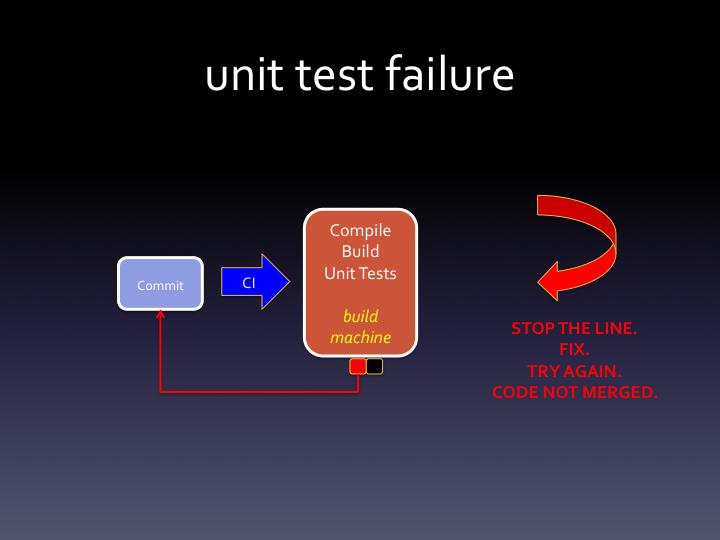 unit test failure
Commit
CI
Compile
Build
Unit Tests
build
machine
STOP THE LINE.
FIX.
TRY AGAIN.
CODE NOT MERGED.